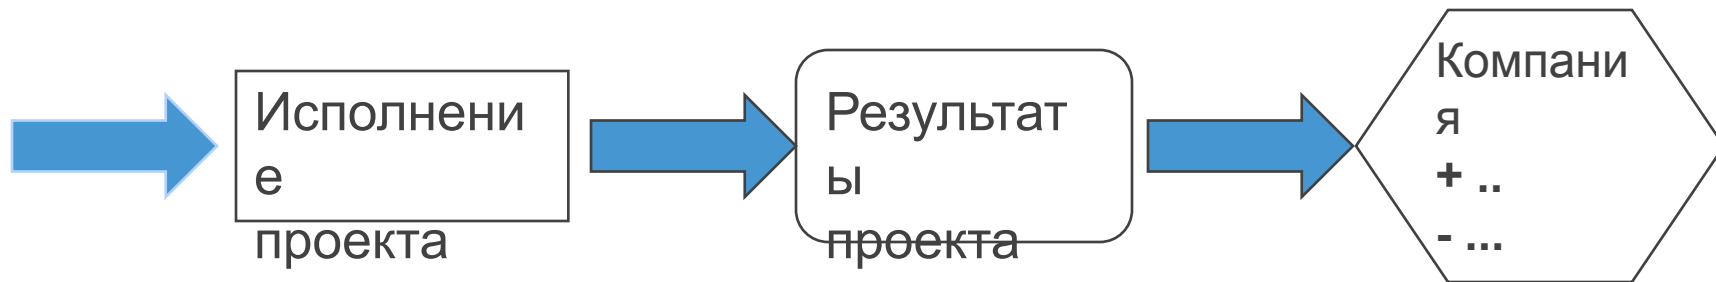 Исполнени
е
проекта
Результат
ы
проекта
Компани
я
+ ..
- ...